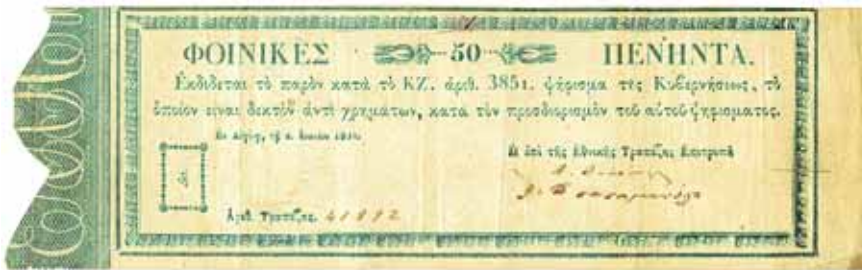 ΦΟΙΝΙΚΕΣ 50 ΠΕΝΗΝΤΑ.
Ἐκδίδεται τὸ παρὸν κατὰ τὸ ΚΖ. ἀριθ. 3851. ψήφισμα τῆς Κυβερνήσεως, τὸ
ὁποῖον εἶναι δεκτὸν ἀντὶ χρημάτων, κατὰ τὸν προσδιορισμὸν τοῦ αὐτοῦ ψηφίσματος.
Ἡ ἐπὶ τῆς Ἐθνικῆς Τραπέζης Ἐπιτροπὴ
Ἀριθ. Τραπέζης.